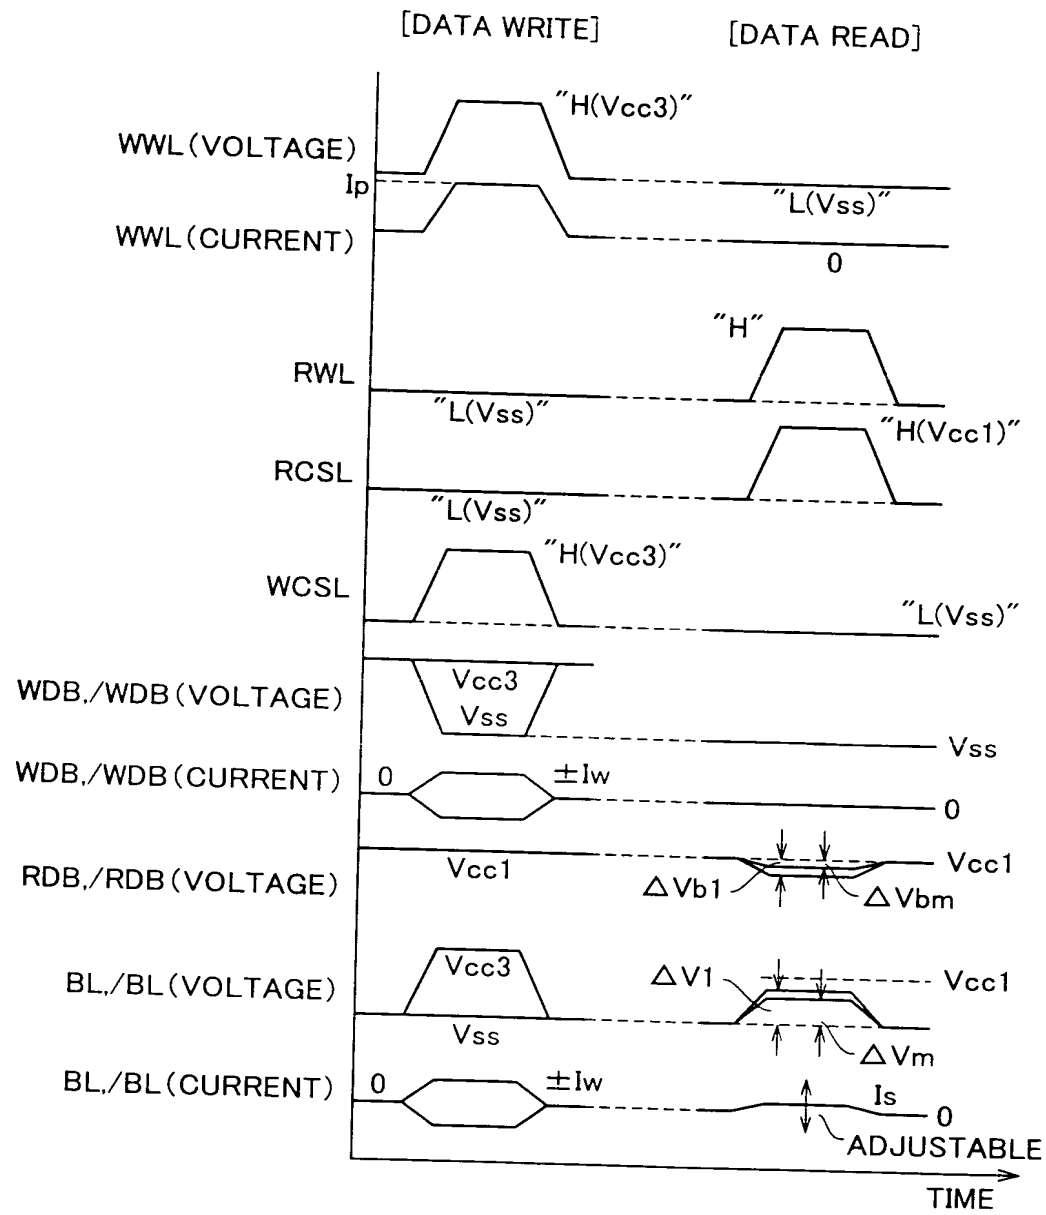 [DATA WRITE]
[DATA READ]
"H(Vcc3)"
WWL(VOLTAGE)
Ip
"L(Vss)"
WWL(CURRENT)
0
"H"
RWL
"L(Vss)"
"H(Vcc1)"
RCSL
"L(Vss)"
"H(Vcc3)"
WCSL
"L(Vss)"
WDB,/WDB(VOLTAGE)
Vcc3
Vss
Vss
WDB,/WDB(CURRENT)
0
±Iw
0
RDB,/RDB(VOLTAGE)
Vcc1
Vcc1
△Vb1
△Vbm
BL,/BL(VOLTAGE)
Vcc3
Vss
△V1
Vcc1
△Vm
BL,/BL(CURRENT)
0
±Iw
Is
0
ADJUSTABLE
TIME